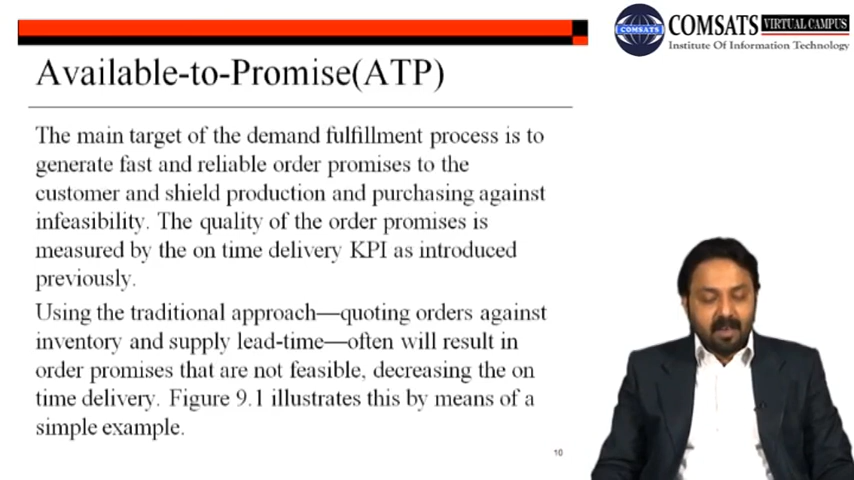 COMSATS VIRTUAL CAMPUS
COMSATS
Institute Of Information Technology
Available-to-Promise(ATP)
The main target of the demand fulfillment process is to
generate fast and reliable order promises to the
customer and shield production and purchasing against
infeasibility. The quality of the order promises is
measured by the on time delivery KPI as introduced
previously.
Using the traditional approach—quoting orders against
inventory and supply lead-time—often will result in
order promises that are not feasible, decreasing the on
time delivery. Figure 9.1 illustrates this by means of a
simple example.
10